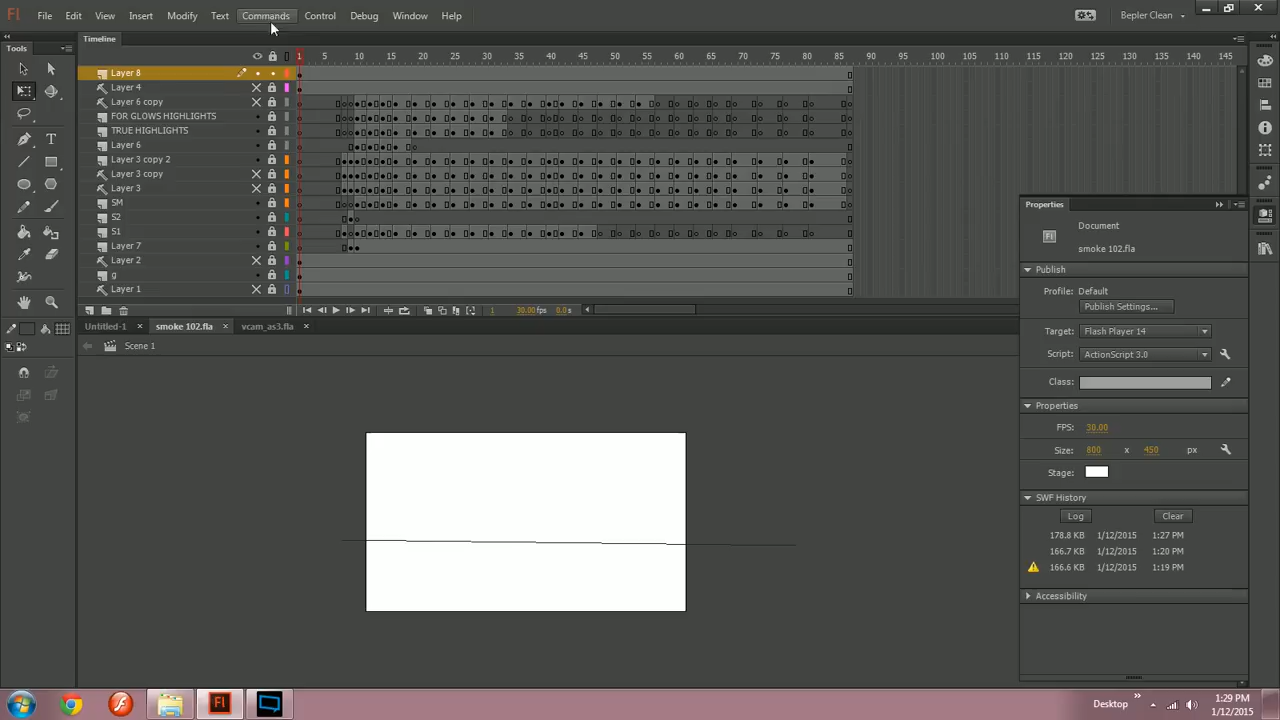 Fl File Edit View Insert Modify Text Commands Control Debug Window Help Bepler Clean
Tools
Timeline
1 5 10 15 20 25 30 35 40 45 50 55 60 65 70 75 80 85 90 95 100 105 110 115 120 125 130 135 140 145
Layer 8
Layer 4
Layer 6 copy
FOR GLOWS HIGHLIGHTS
TRUE HIGHLIGHTS
Layer 6
Layer 3 copy 2
Layer 3 copy
Layer 3
SM
S2
S1
Layer 7
Layer 2
g
Layer 1
1 30.00fps 0.0s
Untitled-1 smoke 102.fla vcam_as3.fla
Scene 1
Properties
Fl Document
smoke 102.fla
Publish
Profile: Default
Publish Settings...
Target: Flash Player 14
Script: ActionScript 3.0
Class:
Properties
FPS: 30.00
Size: 800 x 450 px
Stage:
SWF History
Log Clear
178.8 KB 1/12/2015 1:27 PM
166.7 KB 1/12/2015 1:20 PM
166.6 KB 1/12/2015 1:19 PM
Accessibility
Fl Desktop 1:29 PM
1/12/2015